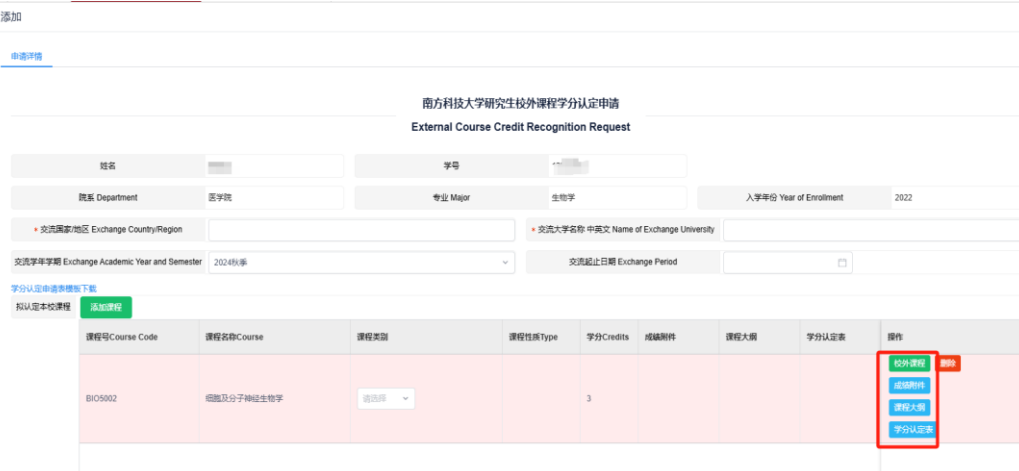 添加
申请详情
南方科技大学研究生校外课程学分认定申请
External Course Credit Recognition Request
姓名 学号
院系 Department 医学院 专业 Major 生物学 入学年份 Year of Enrollment 2022
* 交流国家/地区 Exchange Country/Region * 交流大学名称 中英文 Name of Exchange University
交流学年学期 Exchange Academic Year and Semester 2024秋季 交流起止日期 Exchange Period
学分认定申请表模板下载
拟认定本校课程 添加课程
课程号Course Code 课程名称Course 课程类别 课程性质Type 学分Credits 成绩附件 课程大纲 学分认定表 操作
校外课程 删除
成绩附件
BIO5002 细胞及分子神经生物学 请选择 3
课程大纲
学分认定表